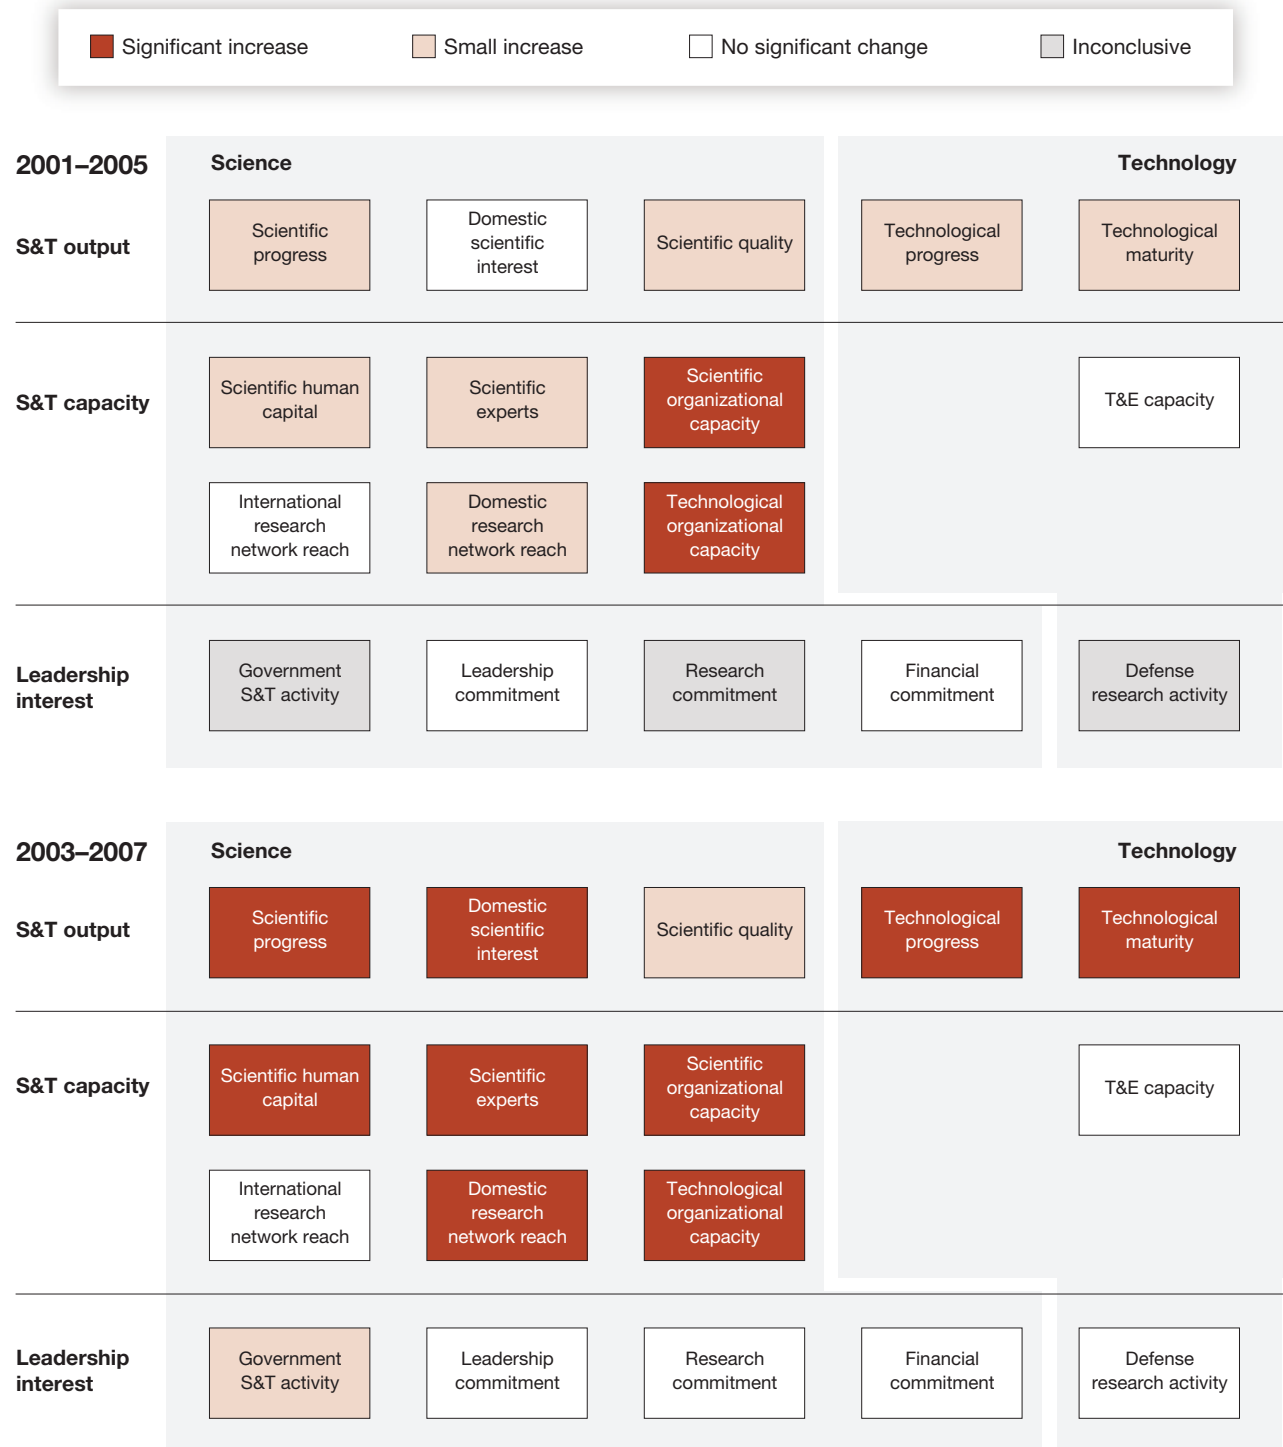 Significant increase
Small increase
No significant change
Inconclusive
2001–2005
Science
Technology
S&T output
Scientific
progress
Domestic
scientific
interest
Scientific quality
Technological
progress
Technological
maturity
S&T capacity
Scientific human
capital
Scientific
experts
Scientific
organizational
capacity
T&E capacity
International
research
network reach
Domestic
research
network reach
Technological
organizational
capacity
Leadership
interest
Government
S&T activity
Leadership
commitment
Research
commitment
Financial
commitment
Defense
research activity
2003–2007
Science
Technology
S&T output
Scientific
progress
Domestic
scientific
interest
Scientific quality
Technological
progress
Technological
maturity
S&T capacity
Scientific human
capital
Scientific
experts
Scientific
organizational
capacity
T&E capacity
International
research
network reach
Domestic
research
network reach
Technological
organizational
capacity
Leadership
interest
Government
S&T activity
Leadership
commitment
Research
commitment
Financial
commitment
Defense
research activity